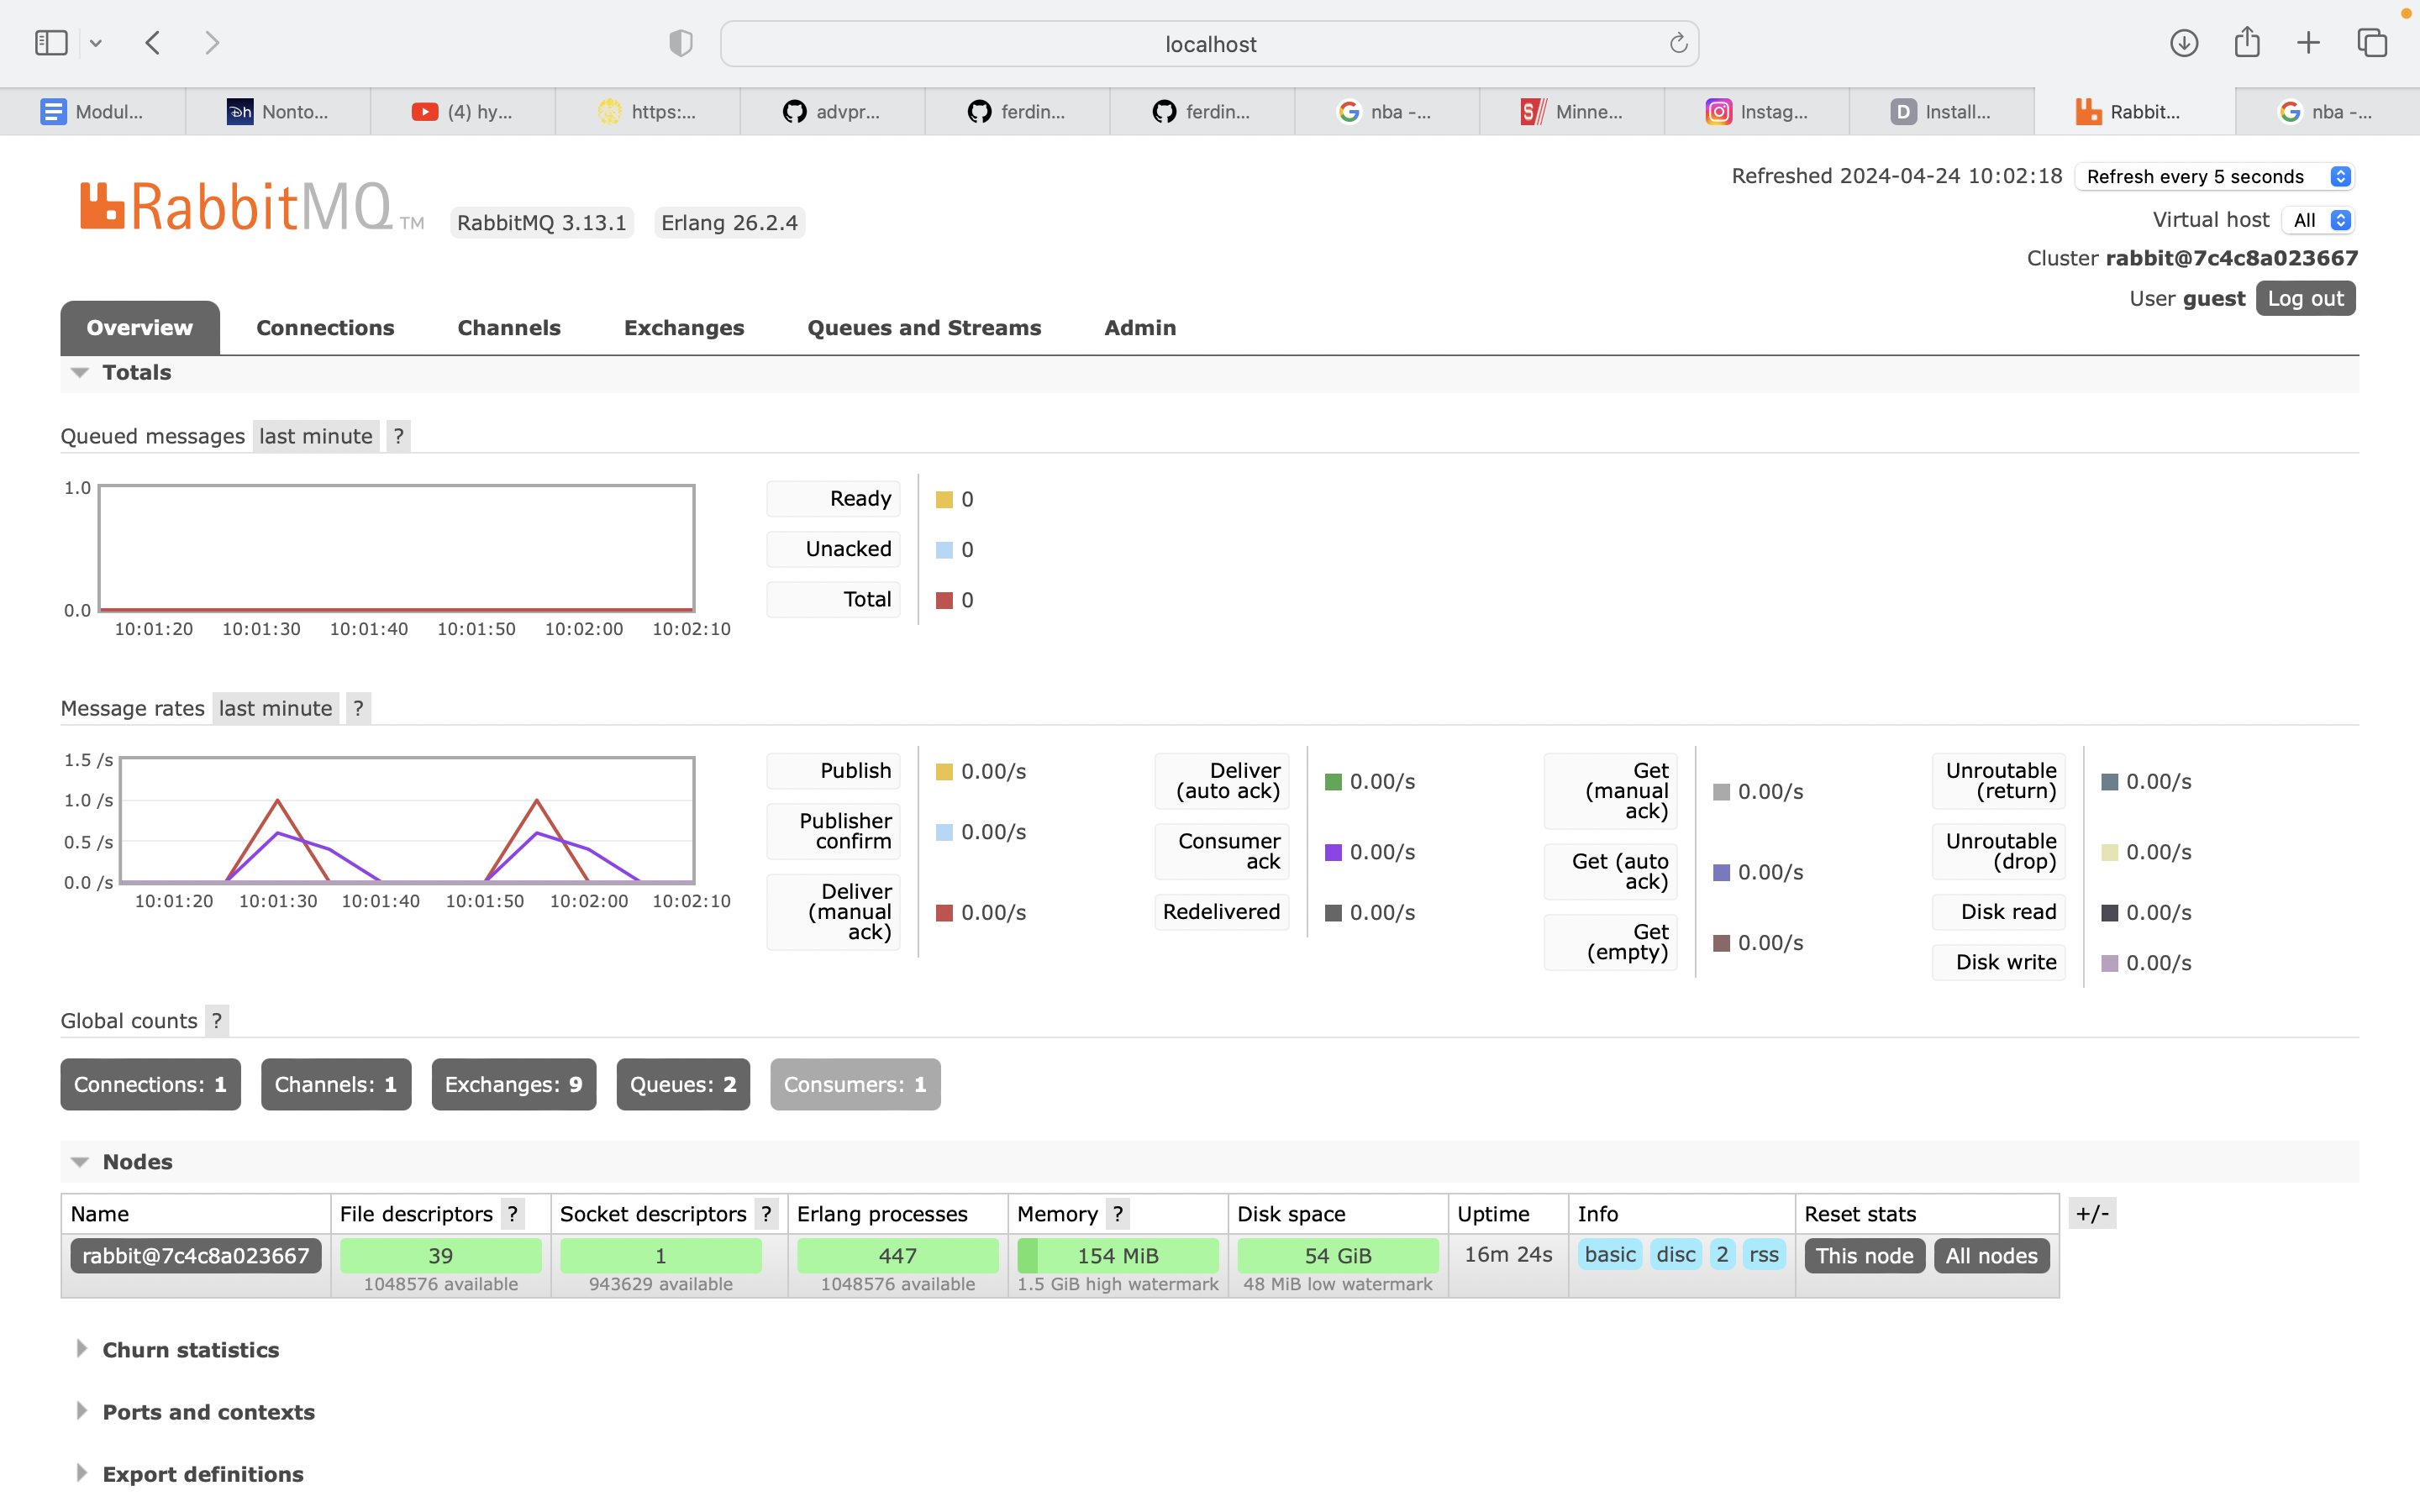 localhost
Modul...
Dh Nonto...
(4) hy...
https:...
advpr...
ferdin...
ferdin...
nba -...
S Minne...
Instag...
D Install...
Rabbit...
nba -...
RabbitMQ TM
RabbitMQ 3.13.1
Erlang 26.2.4
Refreshed 2024-04-24 10:02:18 Refresh every 5 seconds
Virtual host All
Cluster rabbit@7c4c8a023667
User guest Log out
Overview Connections Channels Exchanges Queues and Streams Admin
Totals
Queued messages last minute ?
1.0
0.0
10:01:20 10:01:30 10:01:40 10:01:50 10:02:00 10:02:10
Ready 0
Unacked 0
Total 0
Message rates last minute ?
1.5 /s
1.0 /s
0.5 /s
0.0 /s
10:01:20 10:01:30 10:01:40 10:01:50 10:02:00 10:02:10
Publish 0.00/s
Publisher
confirm 0.00/s
Deliver
(manual
ack) 0.00/s
Deliver
(auto ack) 0.00/s
Consumer
ack 0.00/s
Redelivered 0.00/s
Get
(manual
ack) 0.00/s
Get (auto
ack) 0.00/s
Get
(empty) 0.00/s
Unroutable
(return) 0.00/s
Unroutable
(drop) 0.00/s
Disk read 0.00/s
Disk write 0.00/s
Global counts ?
Connections: 1 Channels: 1 Exchanges: 9 Queues: 2 Consumers: 1
Nodes
Name File descriptors ? Socket descriptors ? Erlang processes Memory ? Disk space Uptime Info Reset stats +/-
rabbit@7c4c8a023667 39 1 447 154 MiB 54 GiB 16m 24s basic disc 2 rss This node All nodes
1048576 available 943629 available 1048576 available 1.5 GiB high watermark 48 MiB low watermark
Churn statistics
Ports and contexts
Export definitions